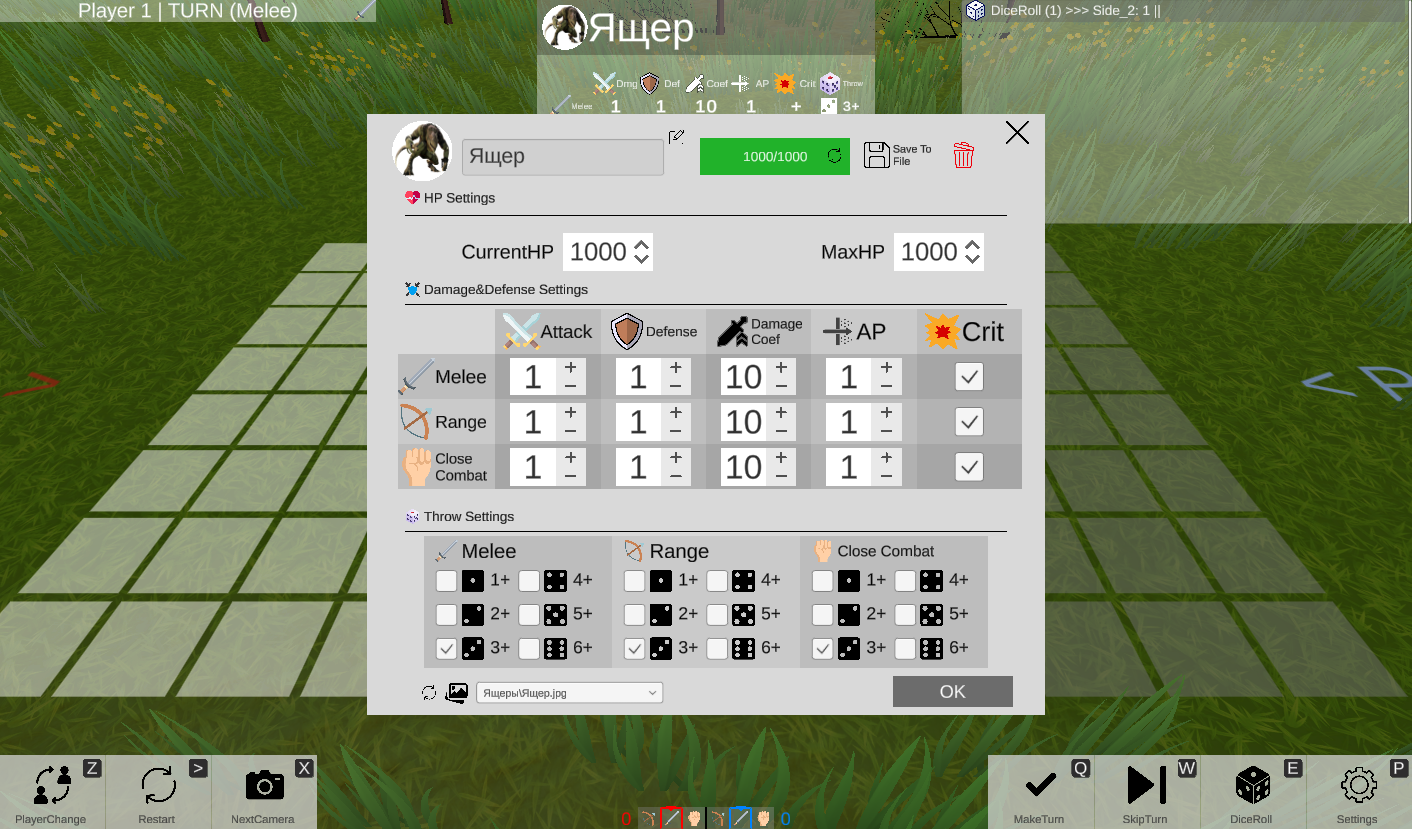 Player 1 | TURN (Melee)
Ящер
DiceRoll (1) >>> Side_2: 1 ||
Dmg Def Coef AP Crit Throw
Melee 1 1 10 1 + 3+
Ящер
1000/1000
Save To
File
HP Settings
CurrentHP 1000
MaxHP 1000
Damage&Defense Settings
Attack Defense Damage Coef AP Crit
Melee 1 + − 1 + − 10 + − 1 + −
Range 1 + − 1 + − 10 + − 1 + −
Close Combat 1 + − 1 + − 10 + − 1 + −
Throw Settings
Melee Range Close Combat
1+ 4+ 1+ 4+ 1+ 4+
2+ 5+ 2+ 5+ 2+ 5+
3+ 6+ 3+ 6+ 3+ 6+
Ящеры\Ящер.jpg
OK
Z > X Q W E P
PlayerChange Restart NextCamera MakeTurn SkipTurn DiceRoll Settings
0 0